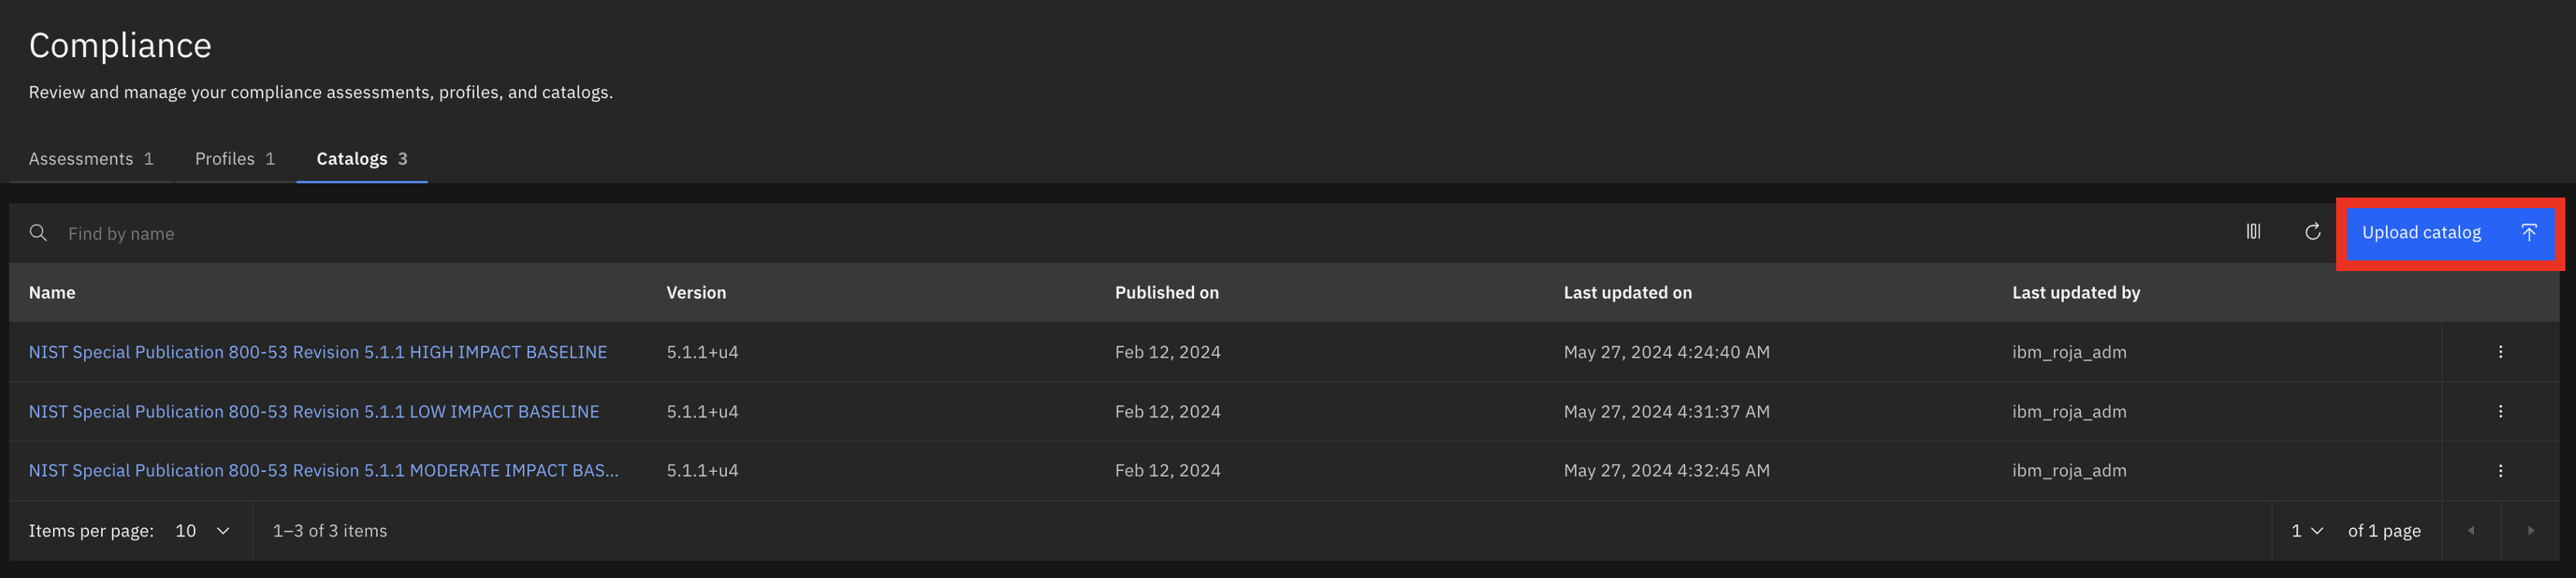 Compliance
Review and manage your compliance assessments, profiles, and catalogs.
Assessments 1 Profiles 1 Catalogs 3
Find by name Upload catalog
Name Version Published on Last updated on Last updated by
NIST Special Publication 800-53 Revision 5.1.1 HIGH IMPACT BASELINE 5.1.1+u4 Feb 12, 2024 May 27, 2024 4:24:40 AM ibm_roja_adm
NIST Special Publication 800-53 Revision 5.1.1 LOW IMPACT BASELINE 5.1.1+u4 Feb 12, 2024 May 27, 2024 4:31:37 AM ibm_roja_adm
NIST Special Publication 800-53 Revision 5.1.1 MODERATE IMPACT BAS... 5.1.1+u4 Feb 12, 2024 May 27, 2024 4:32:45 AM ibm_roja_adm
Items per page: 10 1–3 of 3 items 1 of 1 page